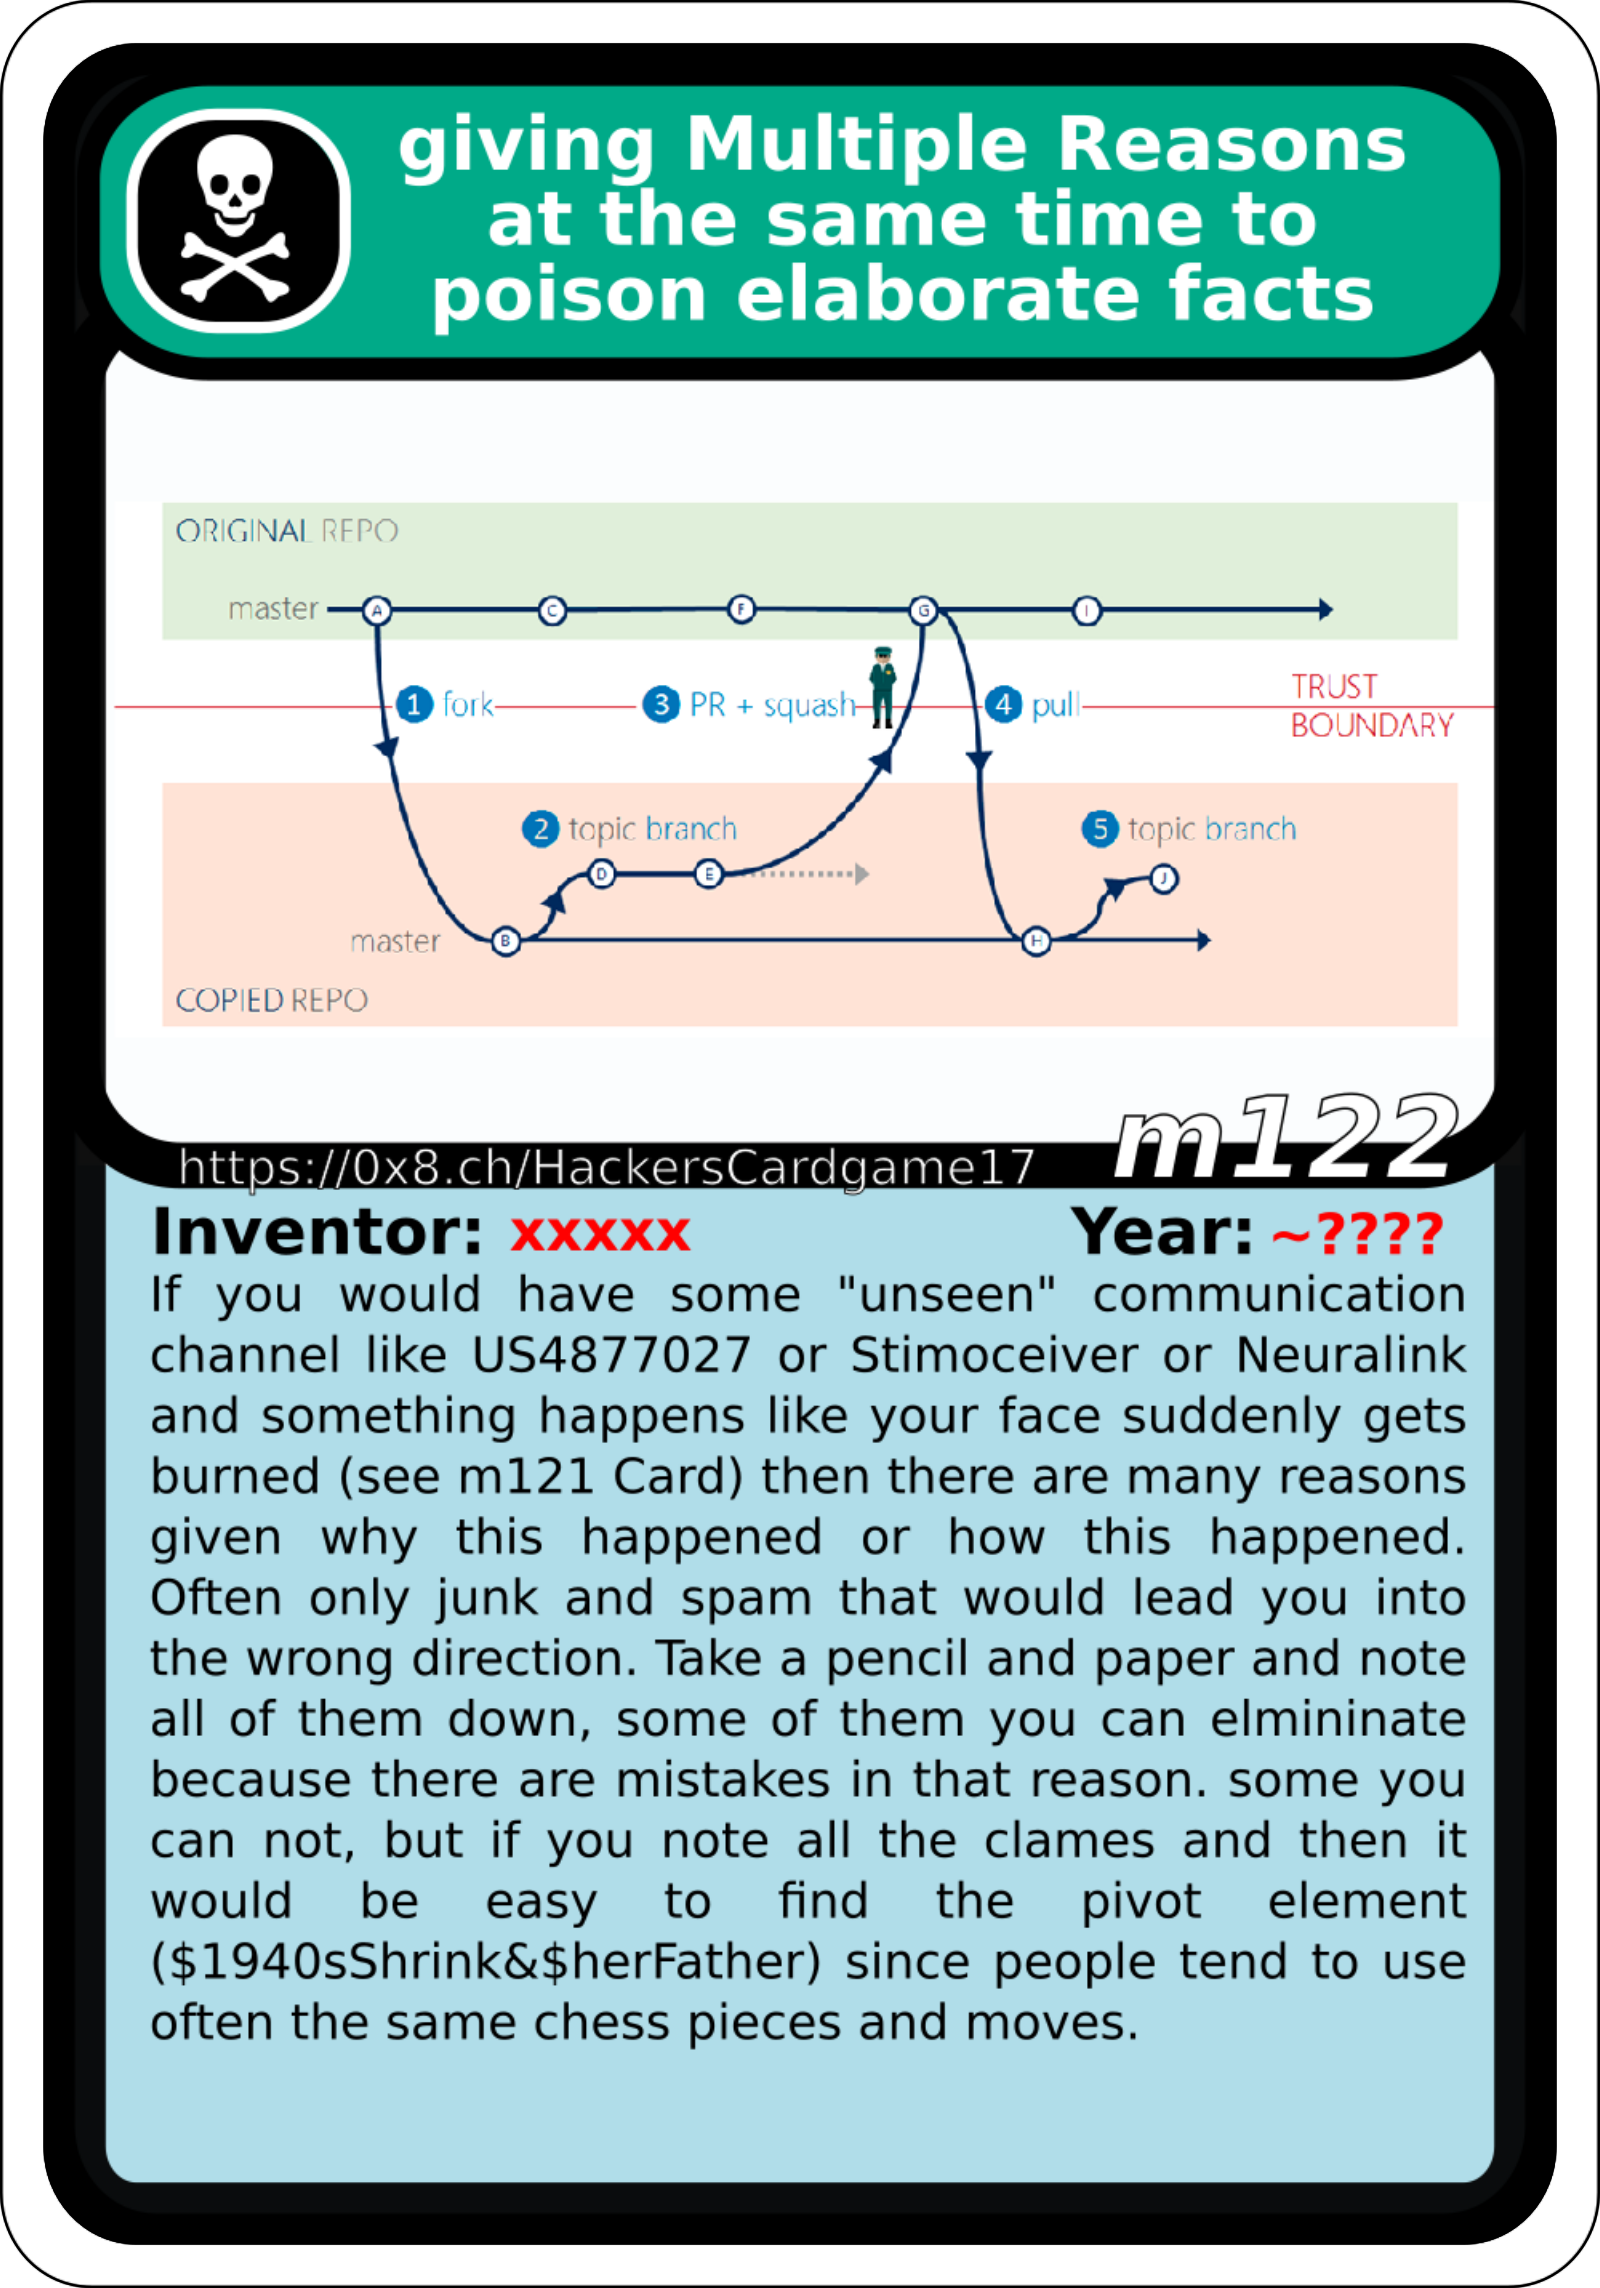 giving Multiple Reasons
at the same time to
poison elaborate facts
ORIGINAL REPO
master
A
C
F
G
I
1 fork
3 PR + squash
4 pull
TRUST
BOUNDARY
2 topic branch
5 topic branch
D
E
J
master
B
H
COPIED REPO
m122
https://0x8.ch/HackersCardgame17
Inventor: xxxxx Year: ~????
If you would have some "unseen" communication
channel like US4877027 or Stimoceiver or Neuralink
and something happens like your face suddenly gets
burned (see m121 Card) then there are many reasons
given why this happened or how this happened.
Often only junk and spam that would lead you into
the wrong direction. Take a pencil and paper and note
all of them down, some of them you can elmininate
because there are mistakes in that reason. some you
can not, but if you note all the clames and then it
would be easy to find the pivot element
($1940sShrink&$herFather) since people tend to use
often the same chess pieces and moves.